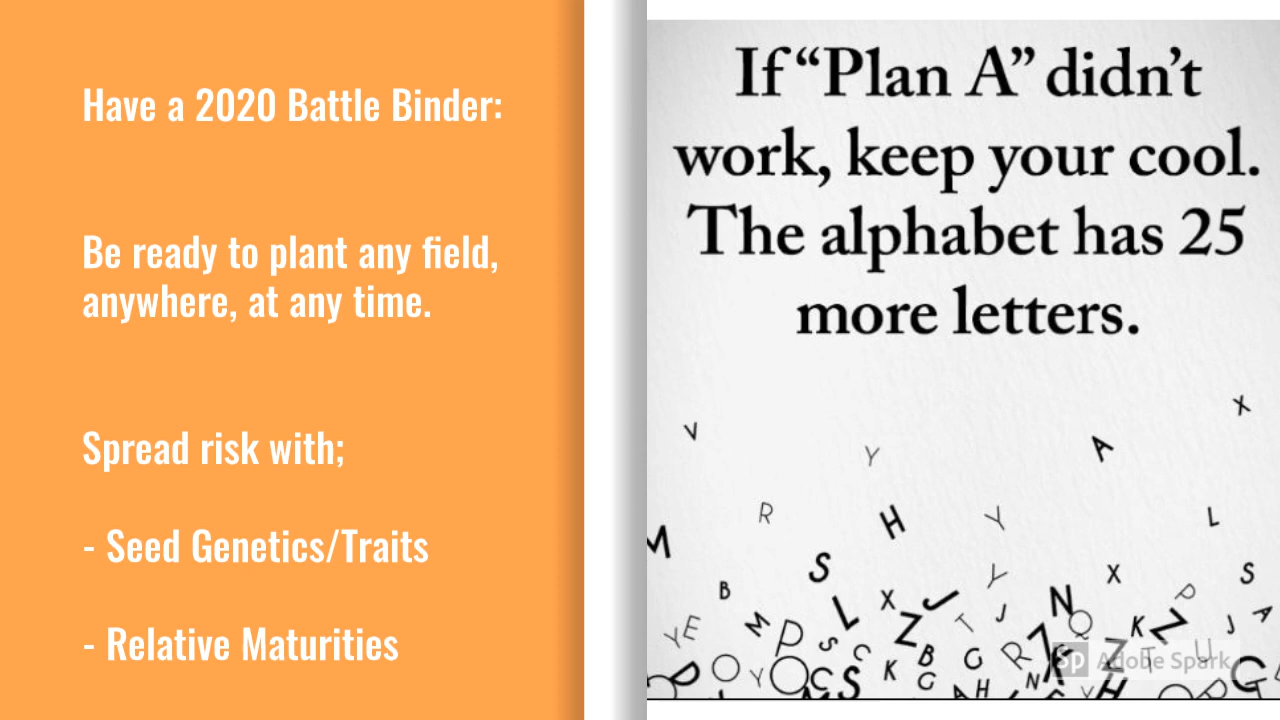 Have a 2020 Battle Binder:
Be ready to plant any field,
anywhere, at any time.
Spread risk with;
- Seed Genetics/Traits
- Relative Maturities
If “Plan A” didn’t
work, keep your cool.
The alphabet has 25
more letters.
Sp Adobe Spark